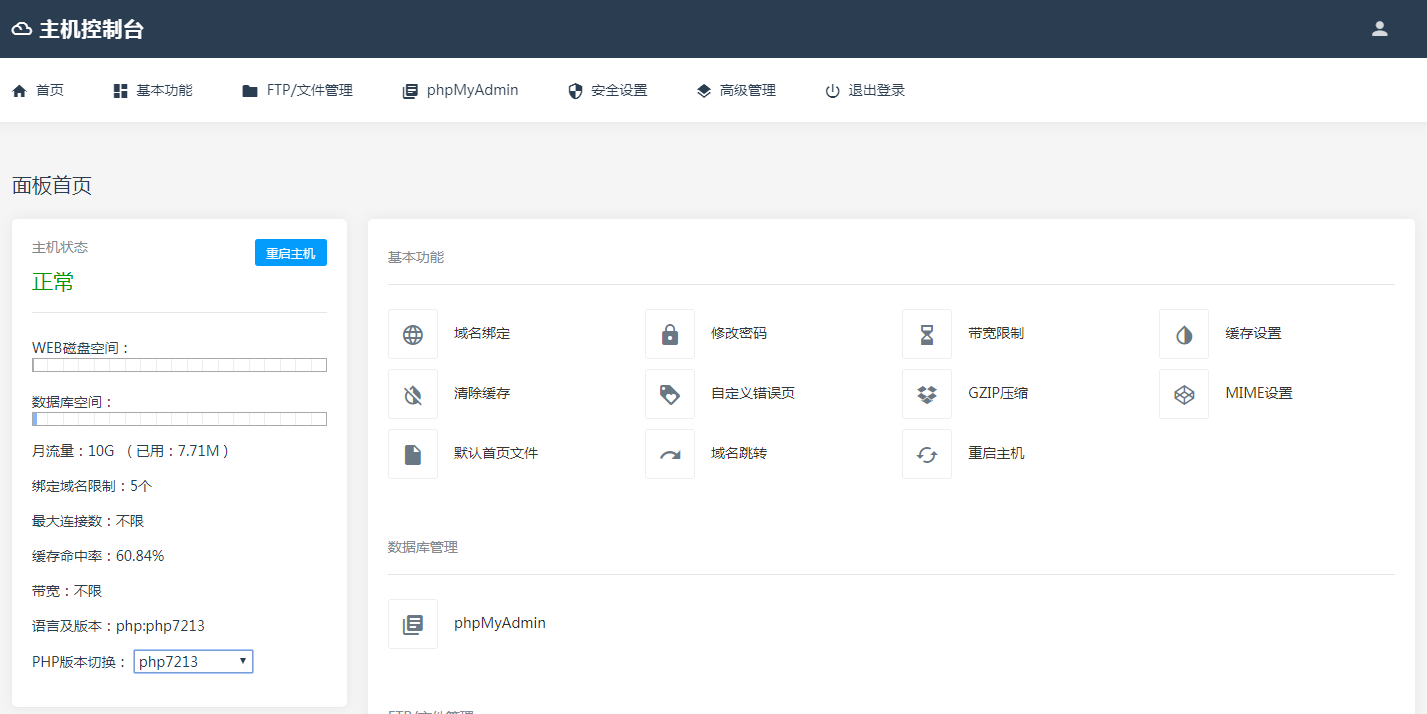 主机控制台
首页 基本功能 FTP/文件管理 phpMyAdmin 安全设置 高级管理 退出登录
面板首页
主机状态
重启主机
正常
WEB磁盘空间：
数据库空间：
月流量：10G （已用：7.71M）
绑定域名限制：5个
最大连接数：不限
缓存命中率：60.84%
带宽：不限
语言及版本：php:php7213
PHP版本切换： php7213
基本功能
域名绑定 修改密码 带宽限制 缓存设置
清除缓存 自定义错误页 GZIP压缩 MIME设置
默认首页文件 域名跳转 重启主机
数据库管理
phpMyAdmin
FTP/文件管理